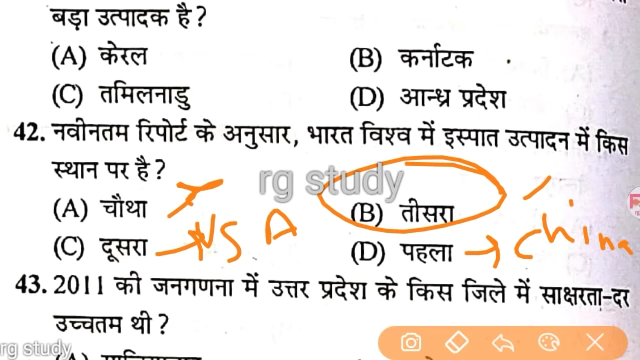 बड़ा उत्पादक है?
(A) केरल (B) कर्नाटक
(C) तमिलनाडु (D) आन्ध्र प्रदेश
42. नवीनतम रिपोर्ट के अनुसार, भारत विश्व में इस्पात उत्पादन में किस
स्थान पर है?
rg study
(A) चौथा (B) तीसरा
(C) दूसरा USA (D) पहला China
43. 2011 की जनगणना में उत्तर प्रदेश के किस जिले में साक्षरता-दर
उच्चतम थी?
rg study